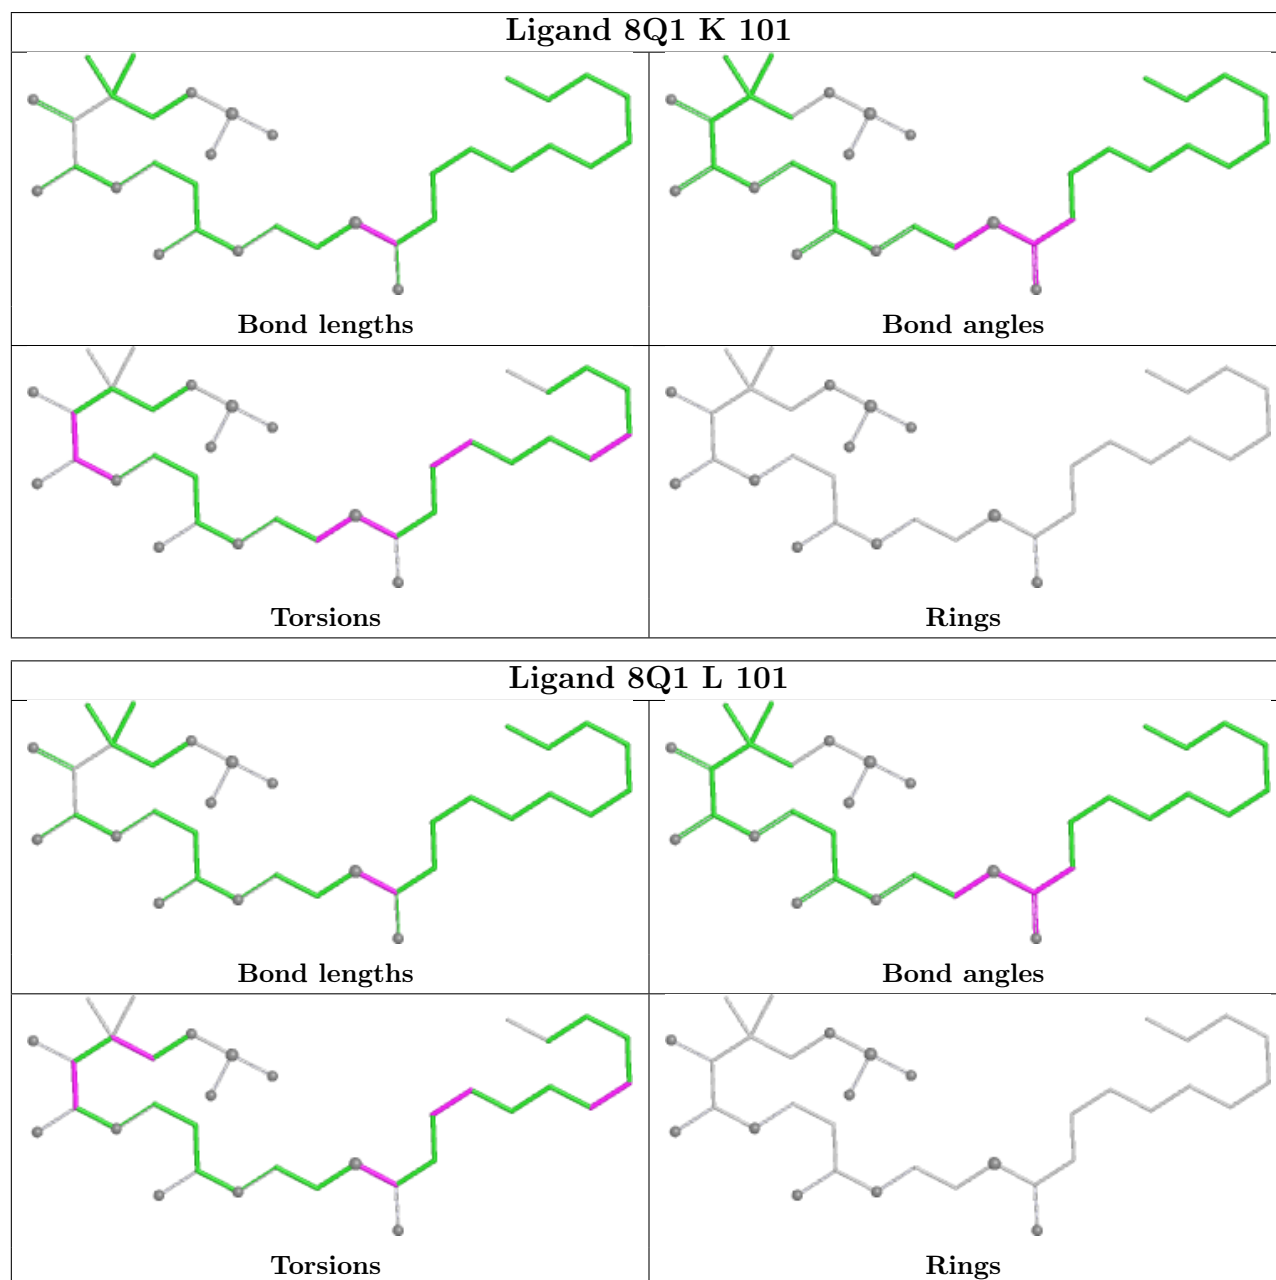 Ligand 8Q1 K 101
Bond lengths
Bond angles
Torsions
Rings
Ligand 8Q1 L 101
Bond lengths
Bond angles
Torsions
Rings